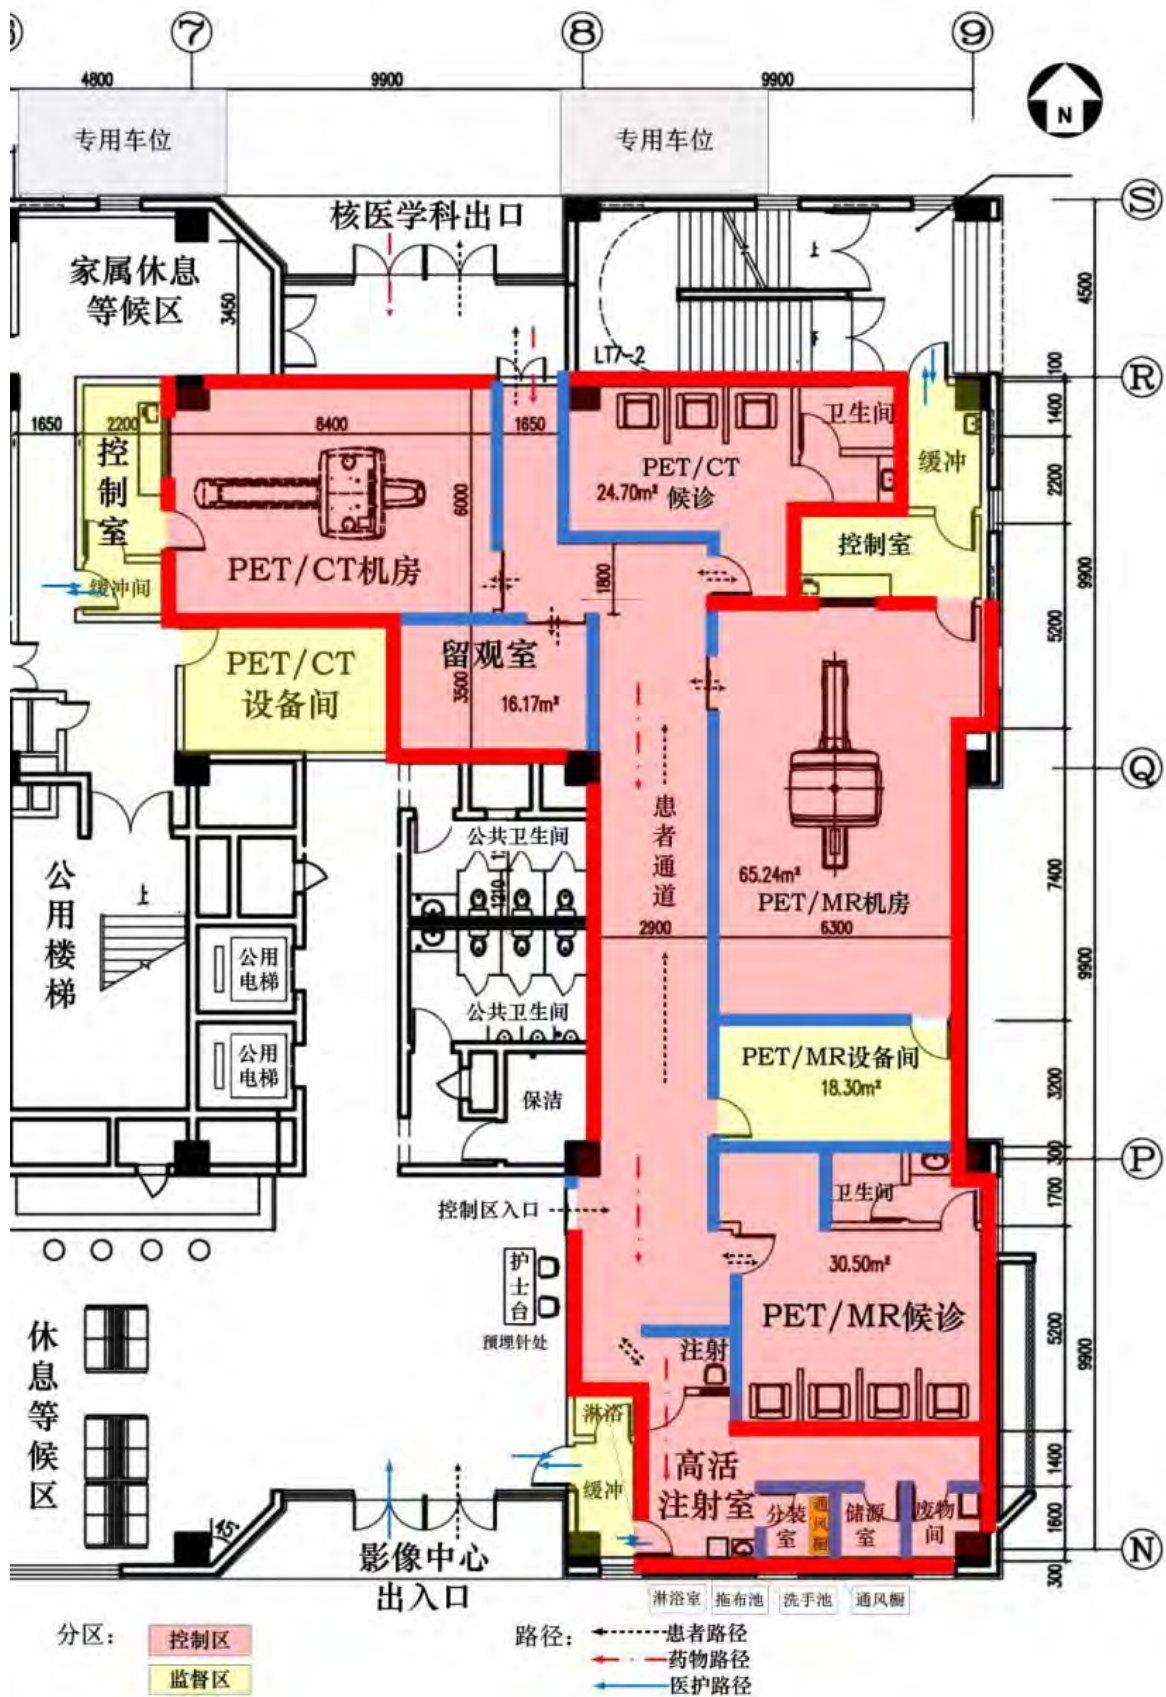 7
8
9
4800
9900
9900
N
专用车位
专用车位
S
核医学科出口
上
家属休息
等候区
3450
4500
LT7-2
100
R
1650
2200
8400
1650
卫生间
1400
控
制
室
PET/CT
候诊
24.70m²
缓冲
2200
6000
控制室
PET/CT机房
缓冲间
1800
9900
5200
PET/CT
设备间
留观室
3500
16.17m²
Q
患
者
通
道
公共卫生间
1210
公
用
楼
梯
上
65.24m²
PET/MR机房
7400
2900
6300
公用
电梯
9900
公共卫生间
公用
电梯
PET/MR设备间
18.30m²
保洁
3200
300
P
卫生间
1700
控制区入口
护
士
台
30.50m²
预埋针处
PET/MR候诊
5200
9900
休
息
等
候
区
注射
淋浴
高活
注射室
1400
缓冲
分装
室
通
风
橱
储源
室
废物
间
1600
15
影像中心
出入口
N
300
淋浴室
拖布池
洗手池
通风橱
分区：
控制区
监督区
路径：
患者路径
药物路径
医护路径